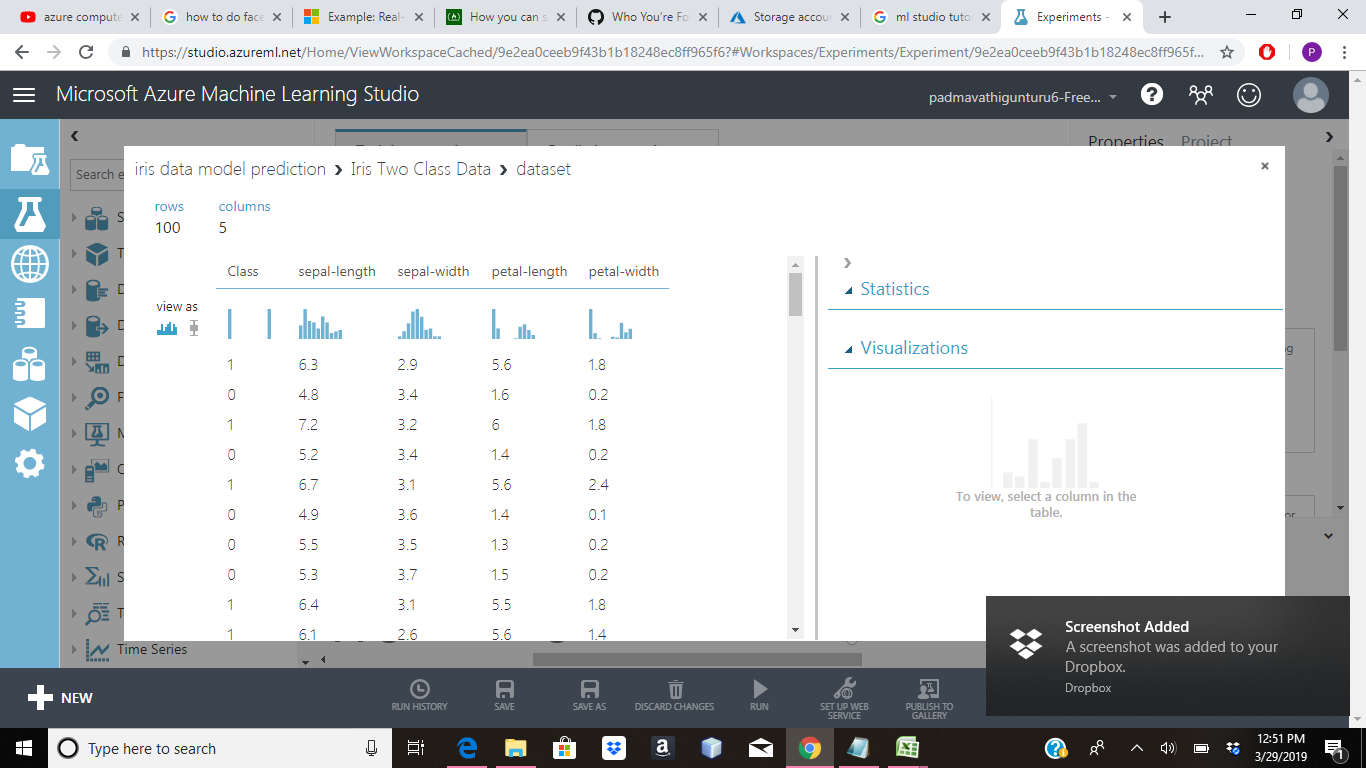 azure compute
how to do face
Example: Real-
How you can s
Who You're Fo
Storage accou
ml studio tuto
Experiments -
https://studio.azureml.net/Home/ViewWorkspaceCached/9e2ea0ceeb9f43b1b18248ec8ff965f6?#Workspaces/Experiments/Experiment/9e2ea0ceeb9f43b1b18248ec8ff965f...
P
Microsoft Azure Machine Learning Studio
padmavathigunturu6-Free...
Properties Project
Search e
iris data model prediction › Iris Two Class Data › dataset
rows columns
100 5
Class sepal-length sepal-width petal-length petal-width
view as
1 6.3 2.9 5.6 1.8
0 4.8 3.4 1.6 0.2
1 7.2 3.2 6 1.8
0 5.2 3.4 1.4 0.2
1 6.7 3.1 5.6 2.4
0 4.9 3.6 1.4 0.1
0 5.5 3.5 1.3 0.2
0 5.3 3.7 1.5 0.2
1 6.4 3.1 5.5 1.8
1 6.1 2.6 5.6 1.4
Statistics
Visualizations
To view, select a column in the
table.
S
T
D
D
D
F
M
C
P
R
S
Te
Time Series
Screenshot Added
A screenshot was added to your
Dropbox.
Dropbox
NEW
RUN HISTORY
SAVE
SAVE AS
DISCARD CHANGES
RUN
SET UP WEB
SERVICE
PUBLISH TO
GALLERY
Type here to search
12:51 PM
3/29/2019
1